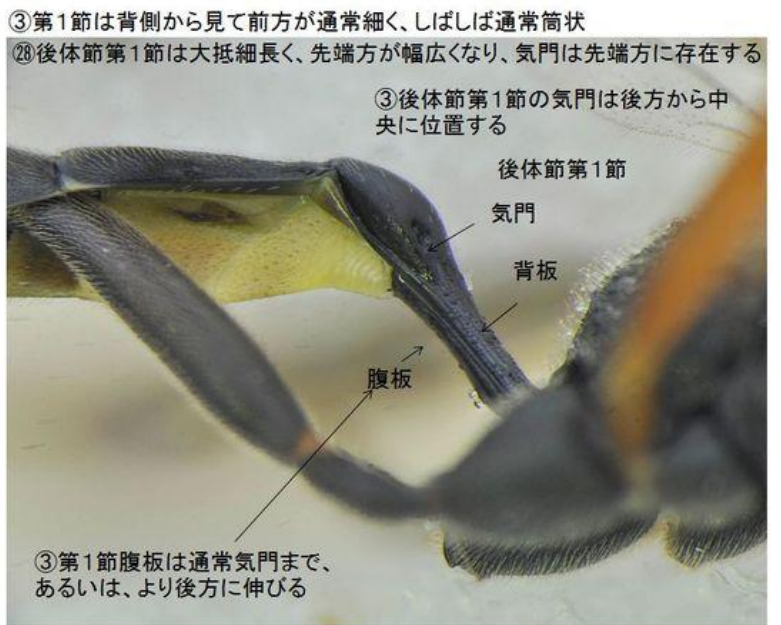 ③第1節は背側から見て前方が通常細く、しばしば通常筒状
㉘後体節第1節は大抵細長く、先端方が幅広くなり、気門は先端方に存在する
③後体節第1節の気門は後方から中
央に位置する
後体節第1節
気門
背板
腹板
③第1節腹板は通常気門まで、
あるいは、より後方に伸びる